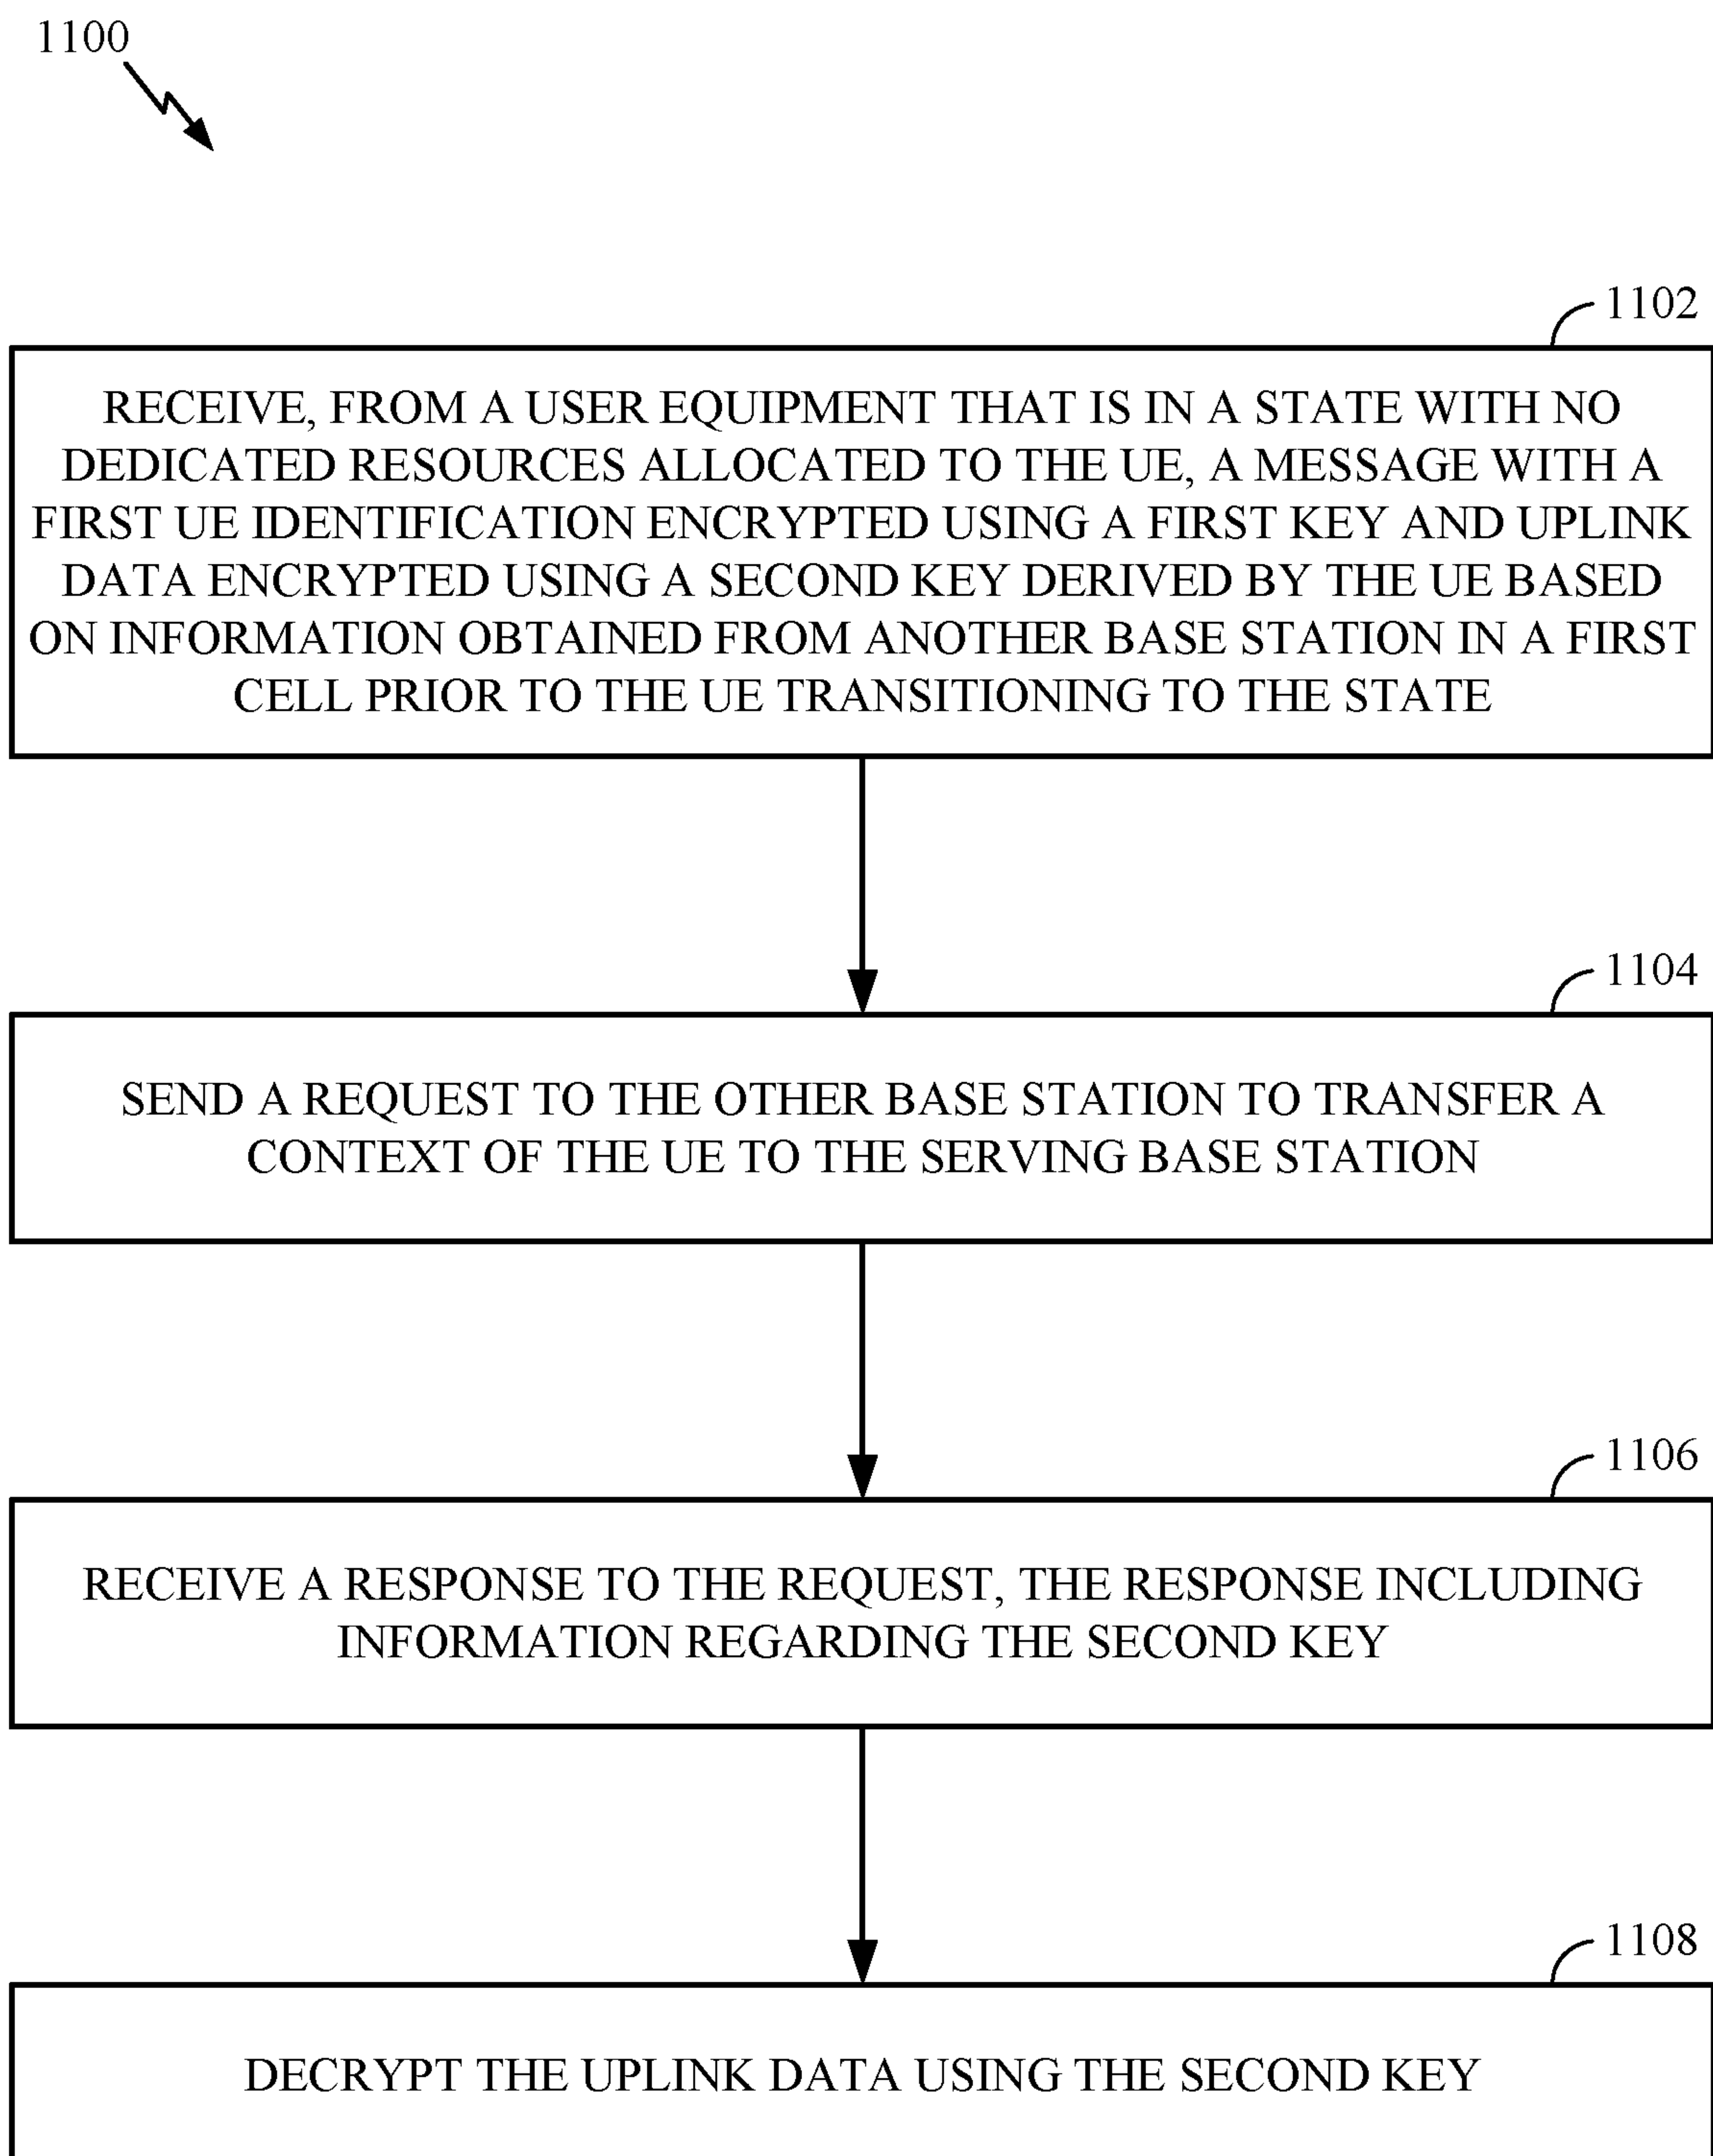 1100
1102
RECEIVE, FROM A USER EQUIPMENT THAT IS IN A STATE WITH NO
DEDICATED RESOURCES ALLOCATED TO THE UE, A MESSAGE WITH A
FIRST UE IDENTIFICATION ENCRYPTED USING A FIRST KEY AND UPLINK
DATA ENCRYPTED USING A SECOND KEY DERIVED BY THE UE BASED
ON INFORMATION OBTAINED FROM ANOTHER BASE STATION IN A FIRST
CELL PRIOR TO THE UE TRANSITIONING TO THE STATE
1104
SEND A REQUEST TO THE OTHER BASE STATION TO TRANSFER A
CONTEXT OF THE UE TO THE SERVING BASE STATION
1106
RECEIVE A RESPONSE TO THE REQUEST, THE RESPONSE INCLUDING
INFORMATION REGARDING THE SECOND KEY
1108
DECRYPT THE UPLINK DATA USING THE SECOND KEY